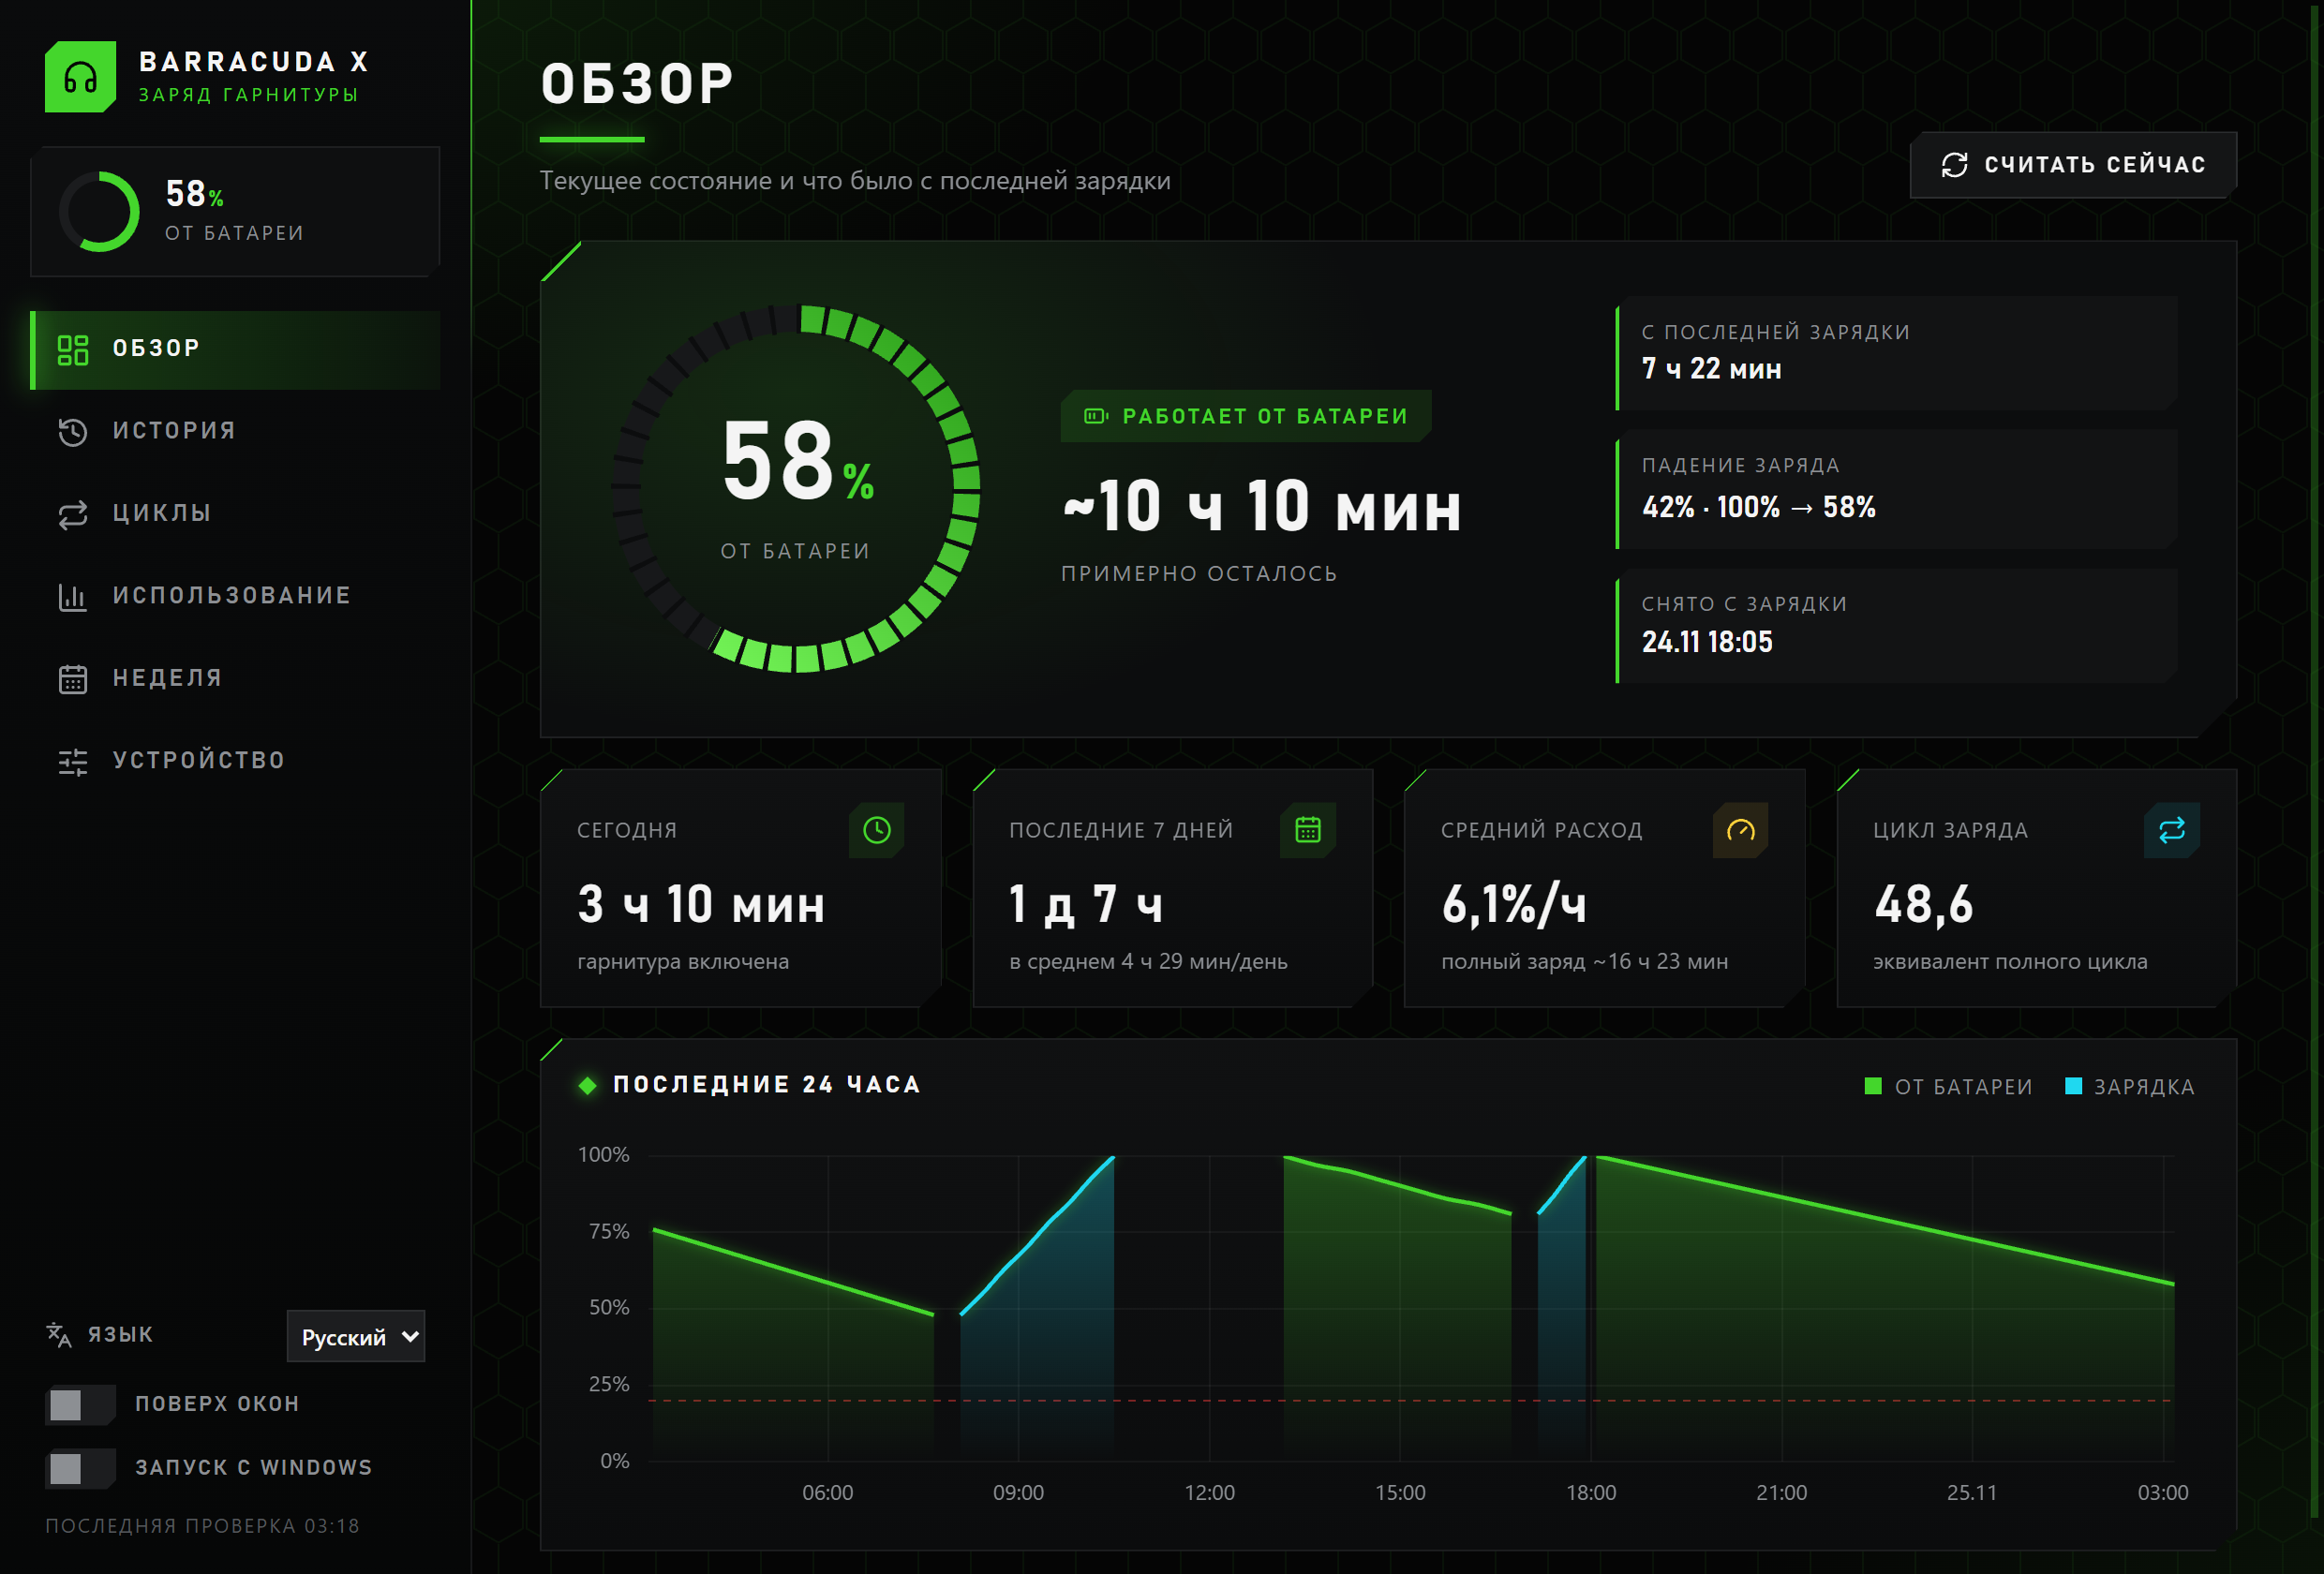 BARRACUDA X
ЗАРЯД ГАРНИТУРЫ
58%
ОТ БАТАРЕИ
ОБЗОР
ИСТОРИЯ
ЦИКЛЫ
ИСПОЛЬЗОВАНИЕ
НЕДЕЛЯ
УСТРОЙСТВО
ЯЗЫК
Русский
ПОВЕРХ ОКОН
ЗАПУСК С WINDOWS
ПОСЛЕДНЯЯ ПРОВЕРКА 03:18
ОБЗОР
Текущее состояние и что было с последней зарядки
СЧИТАТЬ СЕЙЧАС
58%
ОТ БАТАРЕИ
РАБОТАЕТ ОТ БАТАРЕИ
~10 ч 10 мин
ПРИМЕРНО ОСТАЛОСЬ
С ПОСЛЕДНЕЙ ЗАРЯДКИ
7 ч 22 мин
ПАДЕНИЕ ЗАРЯДА
42% · 100% → 58%
СНЯТО С ЗАРЯДКИ
24.11 18:05
СЕГОДНЯ
3 ч 10 мин
гарнитура включена
ПОСЛЕДНИЕ 7 ДНЕЙ
1 д 7 ч
в среднем 4 ч 29 мин/день
СРЕДНИЙ РАСХОД
6,1%/ч
полный заряд ~16 ч 23 мин
ЦИКЛ ЗАРЯДА
48,6
эквивалент полного цикла
ПОСЛЕДНИЕ 24 ЧАСА
ОТ БАТАРЕИ
ЗАРЯДКА
100%
75%
50%
25%
0%
06:00
09:00
12:00
15:00
18:00
21:00
25.11
03:00